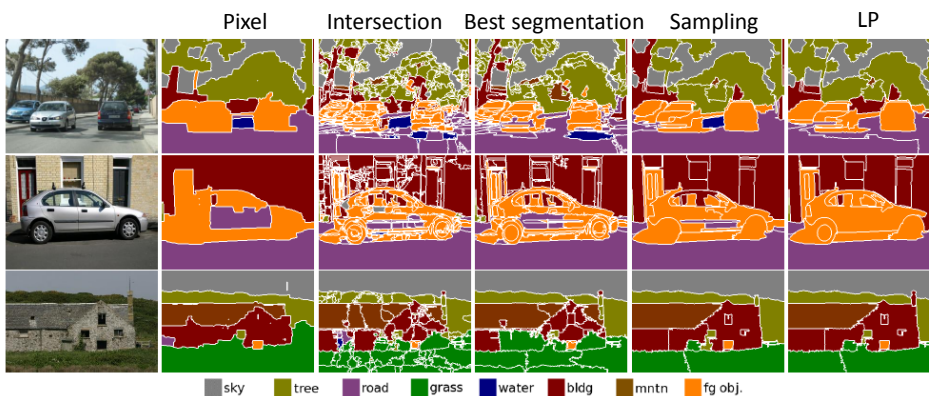 Pixel Intersection Best segmentation Sampling LP
sky tree road grass water bldg mntn fg obj.